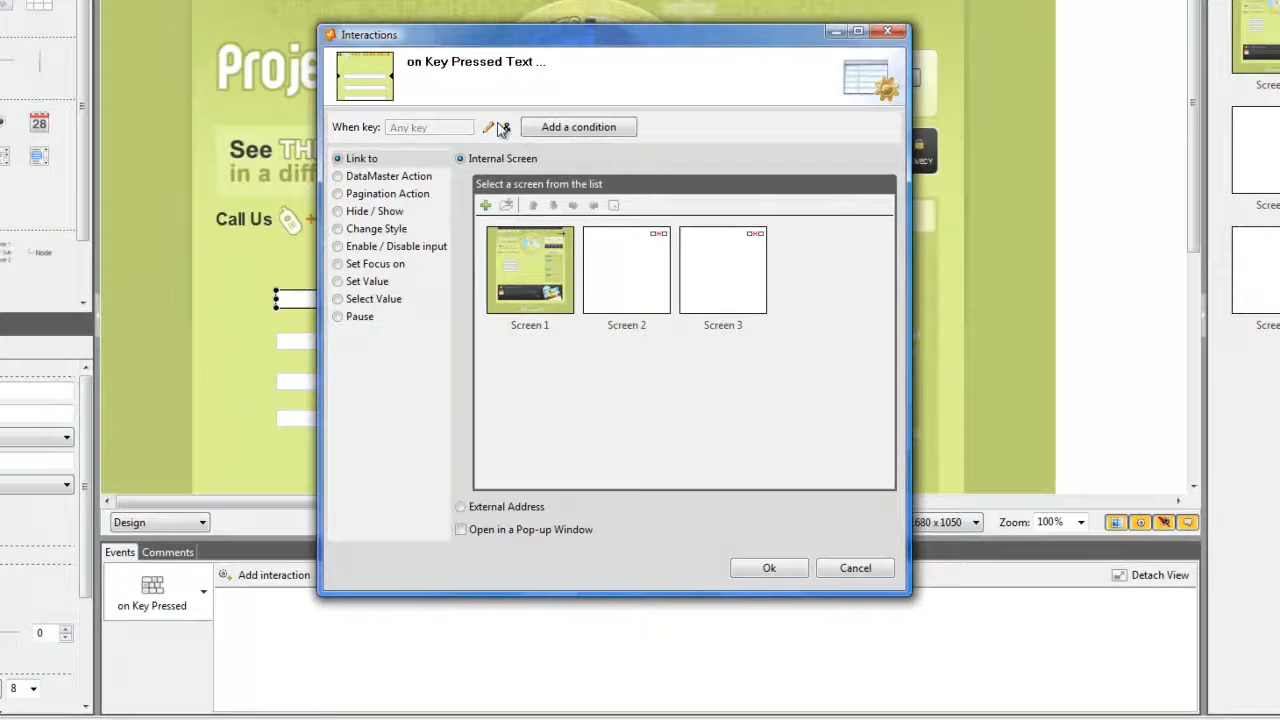 Interactions
on Key Pressed Text ...
When key: Any key & Add a condition
Link to
DataMaster Action
Pagination Action
Hide / Show
Change Style
Enable / Disable input
Set Focus on
Set Value
Select Value
Pause
Internal Screen
Select a screen from the list
Screen 1 Screen 2 Screen 3
External Address
Open in a Pop-up Window
Ok Cancel
Proje
28
See TH
in a diff
Call Us
Node
Design
680 x 1050 Zoom: 100%
Events Comments
Add interaction Detach View
on Key Pressed
0
8